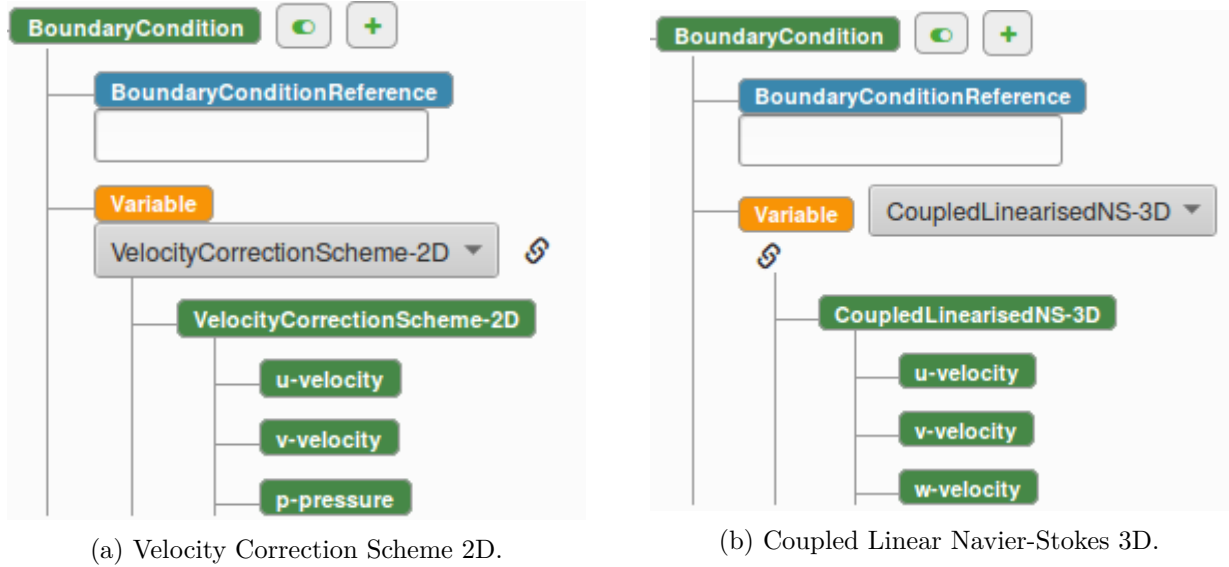 BoundaryCondition
BoundaryConditionReference
Variable
VelocityCorrectionScheme-2D
VelocityCorrectionScheme-2D
u-velocity
v-velocity
p-pressure
(a) Velocity Correction Scheme 2D.
BoundaryCondition
BoundaryConditionReference
Variable CoupledLinearisedNS-3D
CoupledLinearisedNS-3D
u-velocity
v-velocity
w-velocity
(b) Coupled Linear Navier-Stokes 3D.